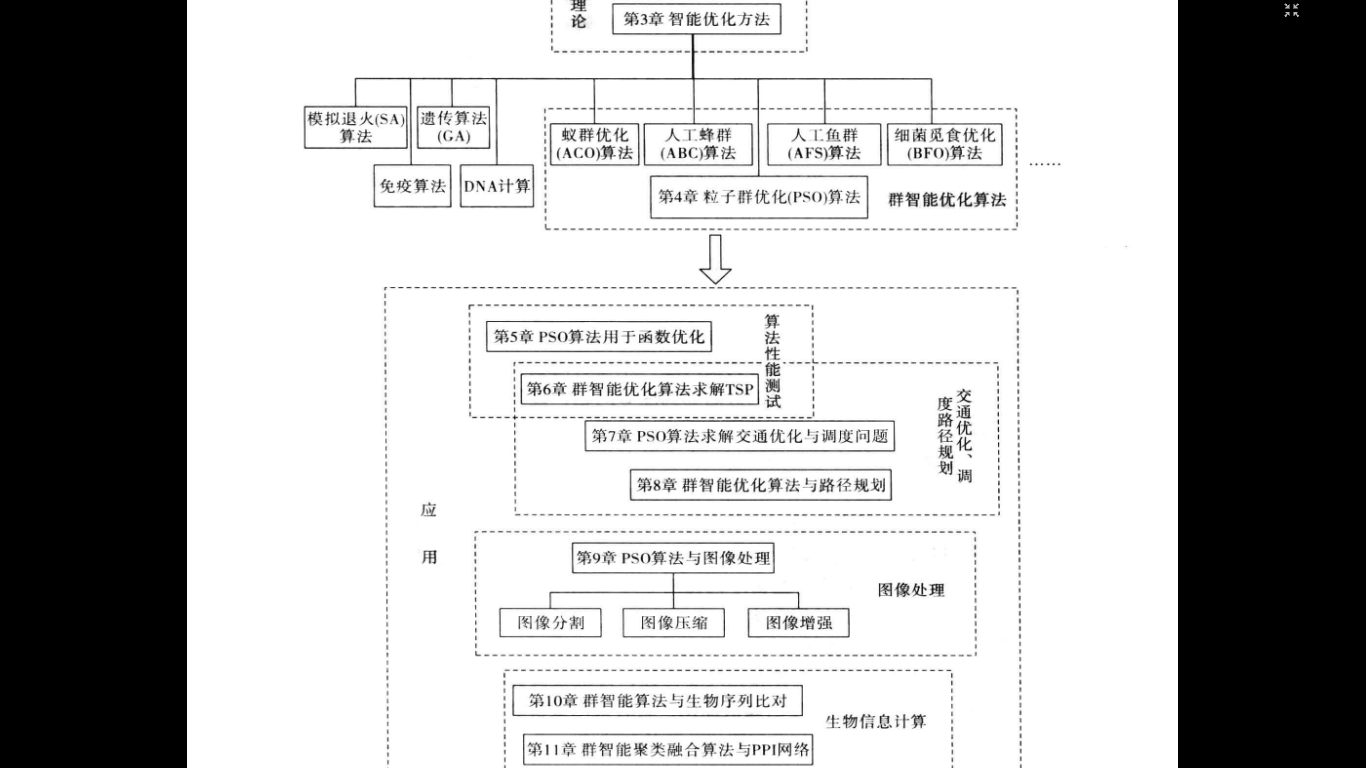 理
论
第3章 智能优化方法
模拟退火(SA)
算法
遗传算法
(GA)
免疫算法
DNA计算
蚁群优化
(ACO)算法
人工蜂群
(ABC)算法
人工鱼群
(AFS)算法
细菌觅食优化
(BFO)算法
……
第4章 粒子群优化(PSO)算法
群智能优化算法
第5章 PSO算法用于函数优化
算法性能测试
第6章 群智能优化算法求解TSP
交通优化、调
度路径规划
第7章 PSO算法求解交通优化与调度问题
第8章 群智能优化算法与路径规划
应
用
第9章 PSO算法与图像处理
图像处理
图像分割
图像压缩
图像增强
第10章 群智能算法与生物序列比对
生物信息计算
第11章 群智能聚类融合算法与PPI网络